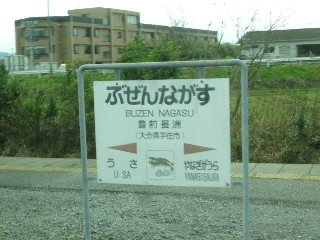 ぶぜんながす
BUZEN NAGASU
豊前長洲
(大分県宇佐市)
うさ
USA
やなぎがうら
YANAGIGAURA